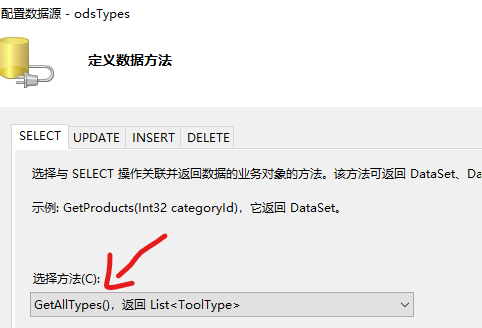 配置数据源 - odsTypes
定义数据方法
SELECT UPDATE INSERT DELETE
选择与 SELECT 操作关联并返回数据的业务对象的方法。该方法可返回 DataSet、Da
示例: GetProducts(Int32 categoryId)，它返回 DataSet。
选择方法(C):
GetAllTypes()，返回 List<ToolType>